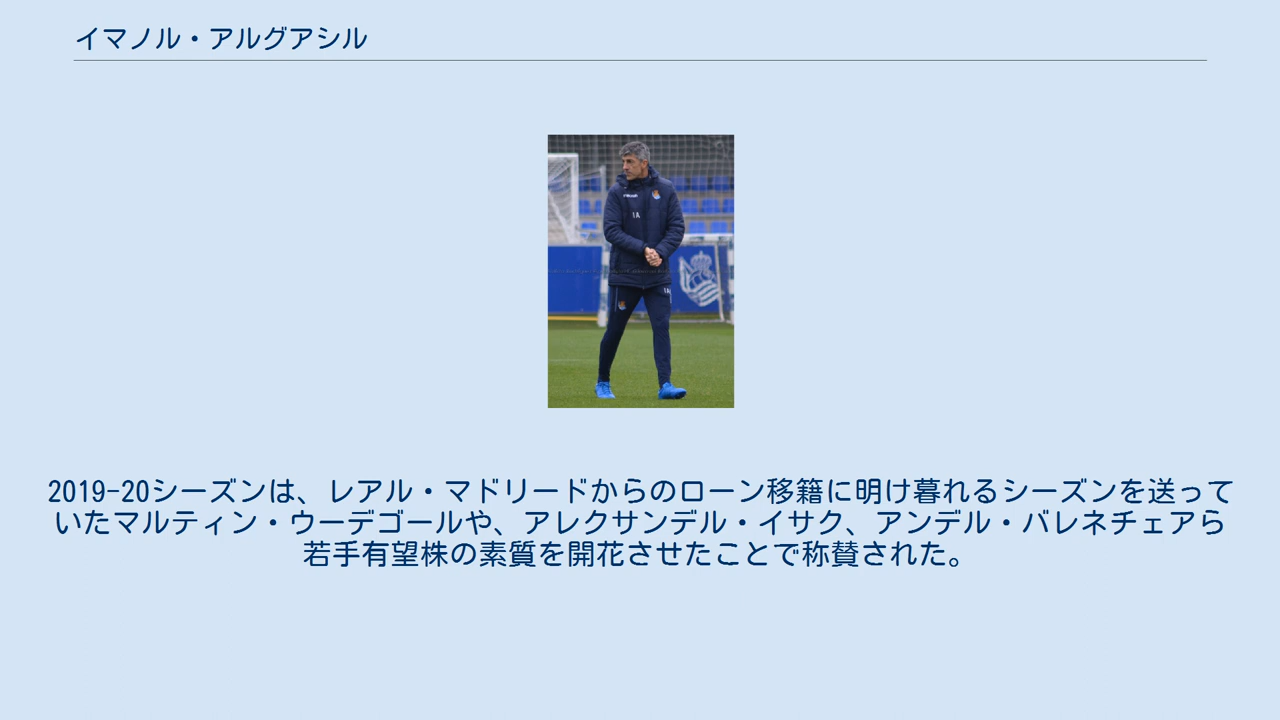 イマノル・アルグアシル
IA
IA
2019-20シーズンは、レアル・マドリードからのローン移籍に明け暮れるシーズンを送って
いたマルティン・ウーデゴールや、アレクサンデル・イサク、アンデル・バレネチェアら
若手有望株の素質を開花させたことで称賛された。